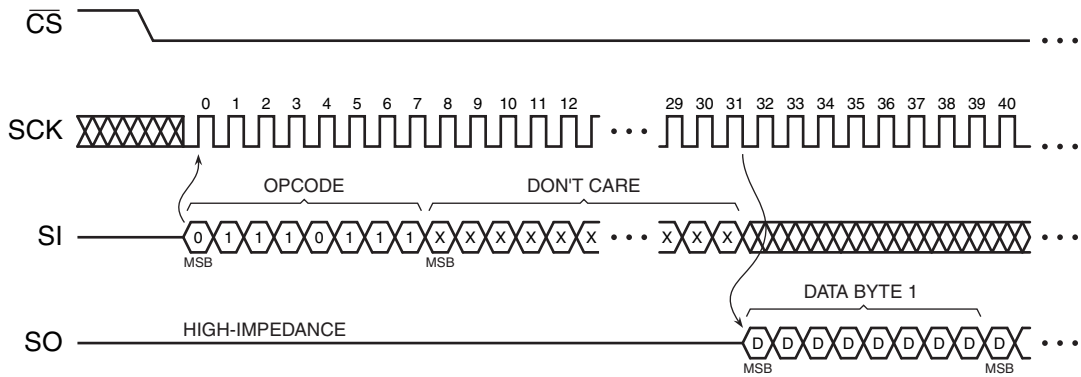 CS
0 1 2 3 4 5 6 7 8 9 10 11 12 29 30 31 32 33 34 35 36 37 38 39 40
SCK • • •
OPCODE DON'T CARE
SI 0 1 1 1 0 1 1 1 X X X X X X • • • X X X
MSB MSB
DATA BYTE 1
HIGH-IMPEDANCE
SO D D D D D D D D D
MSB MSB